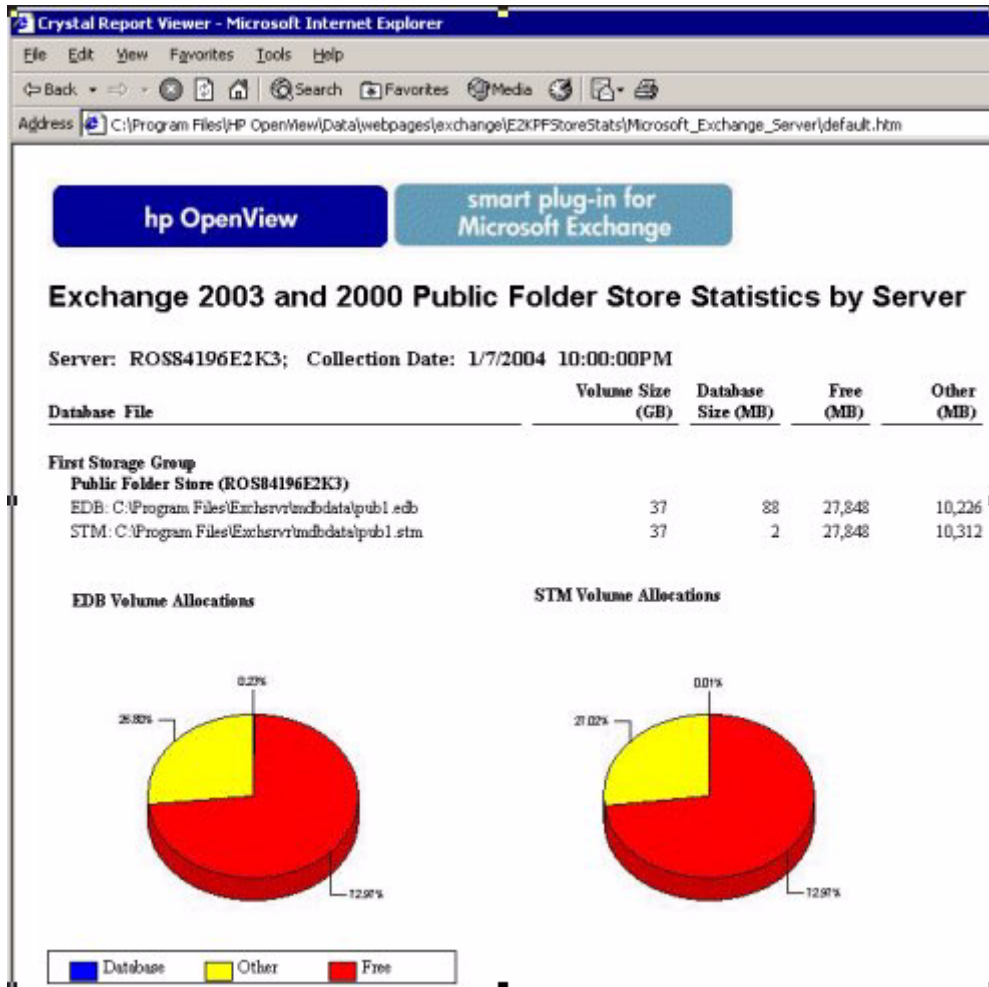 Crystal Report Viewer - Microsoft Internet Explorer
File Edit View Favorites Tools Help
Back Search Favorites Media
Address C:\Program Files\HP OpenView\Data\webpages\exchange\E2KPFStoreStats\Microsoft_Exchange_Server\default.htm
hp OpenView
smart plug-in for
Microsoft Exchange
Exchange 2003 and 2000 Public Folder Store Statistics by Server
Server: ROS84196E2K3; Collection Date: 1/7/2004 10:00:00PM
Volume Size Database Free Other
Database File (GB) Size (MB) (MB) (MB)
First Storage Group
Public Folder Store (ROS84196E2K3)
EDB: C:\Program Files\Exchsrvr\mdbdata\pub1.edb 37 88 27,848 10,226
STM: C:\Program Files\Exchsrvr\mdbdata\pub1.stm 37 2 27,848 10,312
EDB Volume Allocations STM Volume Allocations
0.23% 0.01%
26.80% 27.02%
72.97% 72.97%
Database Other Free